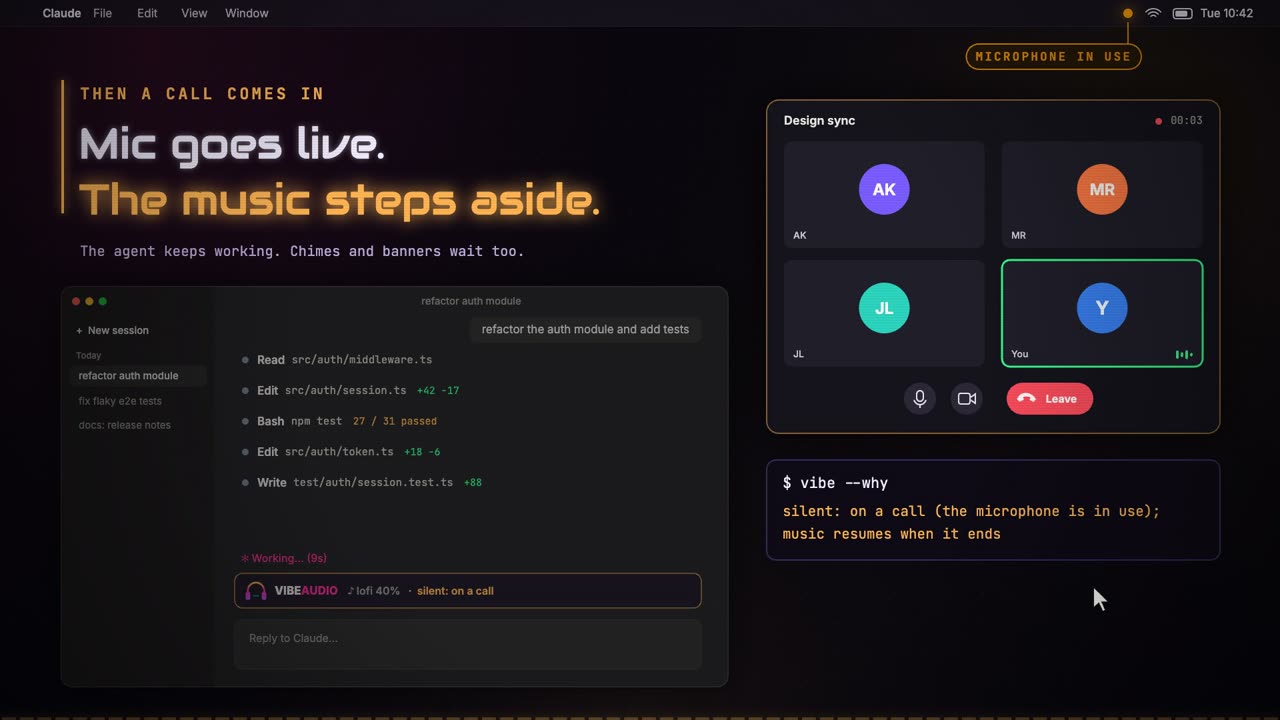 Claude File Edit View Window Tue 10:42
MICROPHONE IN USE
THEN A CALL COMES IN
Mic goes live.
The music steps aside.
The agent keeps working. Chimes and banners wait too.
refactor auth module
+ New session
Today
refactor auth module
fix flaky e2e tests
docs: release notes
refactor the auth module and add tests
Read src/auth/middleware.ts
Edit src/auth/session.ts +42 -17
Bash npm test 27 / 31 passed
Edit src/auth/token.ts +18 -6
Write test/auth/session.test.ts +88
Working... (9s)
VIBEAUDIO ♪ lofi 40% · silent: on a call
Reply to Claude...
Design sync 00:03
AK
AK
MR
MR
JL
JL
Y
You
Leave
$ vibe --why
silent: on a call (the microphone is in use);
music resumes when it ends